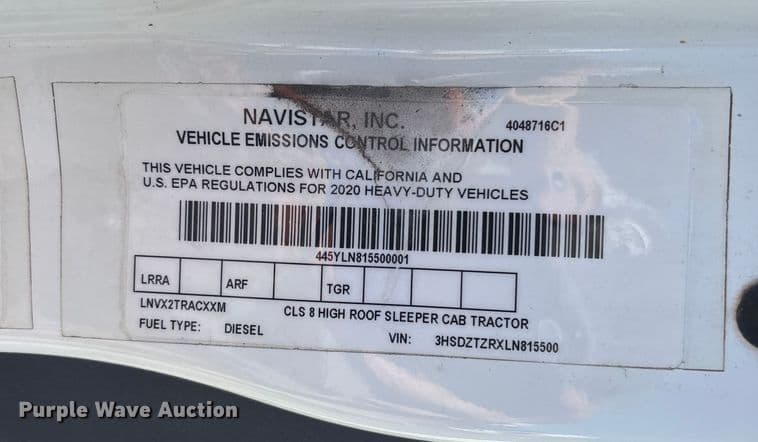 NAVISTAR, INC.
4048716C1
VEHICLE EMISSIONS CONTROL INFORMATION
THIS VEHICLE COMPLIES WITH CALIFORNIA AND
U.S. EPA REGULATIONS FOR 2020 HEAVY-DUTY VEHICLES
445YLN815500001
LRRA ARF TGR
LNVX2TRACXXM
CLS 8 HIGH ROOF SLEEPER CAB TRACTOR
FUEL TYPE: DIESEL VIN: 3HSDZTZRXLN815500
Purple Wave Auction